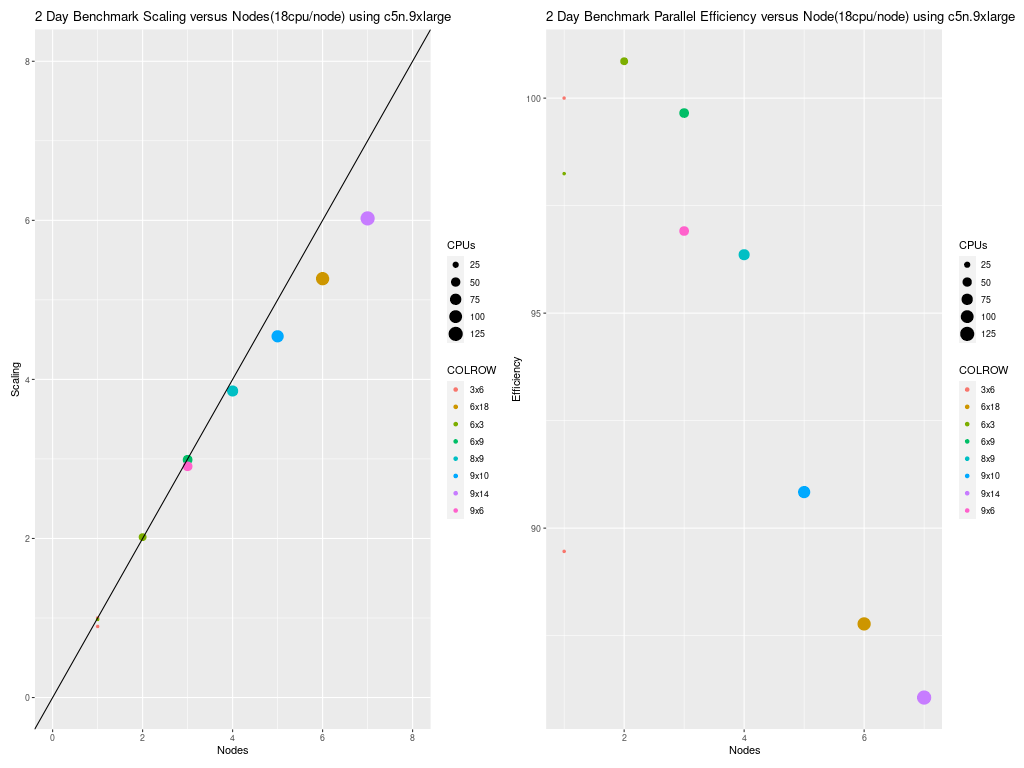 2 Day Benchmark Scaling versus Nodes(18cpu/node) using c5n.9xlarge
8
6
4
2
0
Scaling
0 2 4 6 8
Nodes
CPUs
25
50
75
100
125
COLROW
3x6
6x18
6x3
6x9
8x9
9x10
9x14
9x6
2 Day Benchmark Parallel Efficiency versus Node(18cpu/node) using c5n.9xlarge
100
95
90
Efficiency
2 4 6
Nodes
CPUs
25
50
75
100
125
COLROW
3x6
6x18
6x3
6x9
8x9
9x10
9x14
9x6